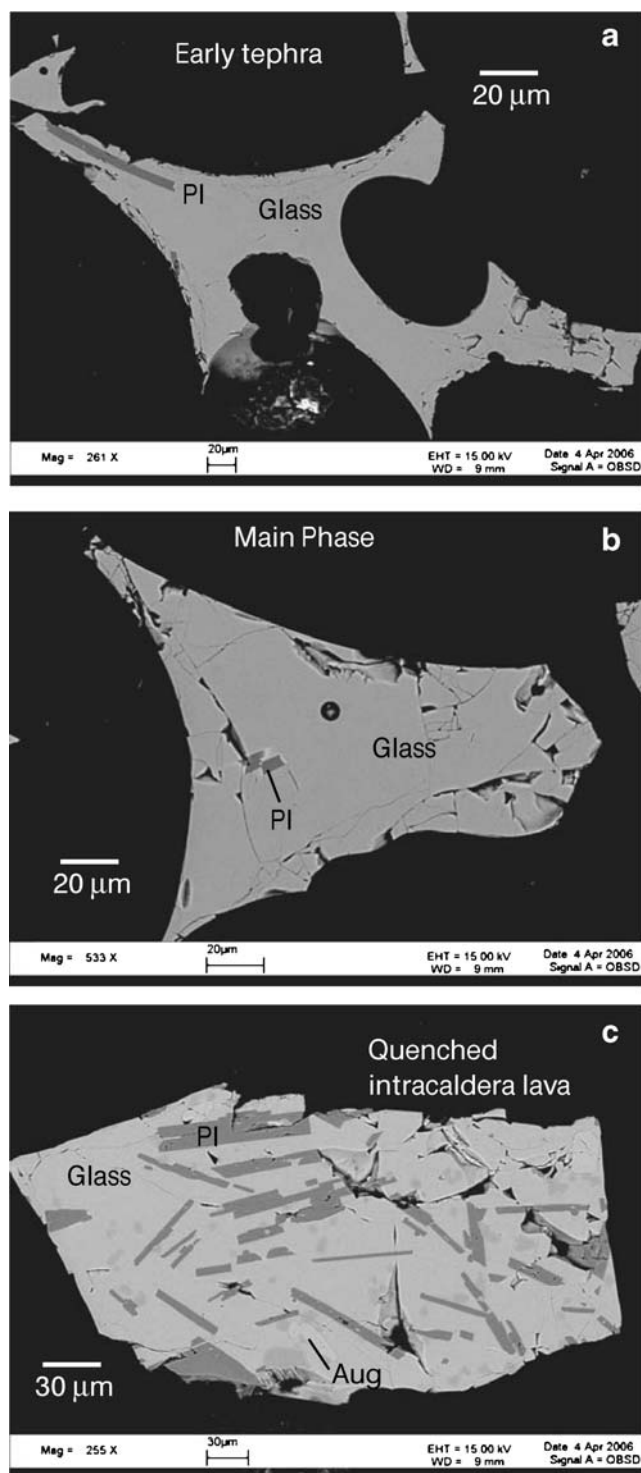 a
Early tephra
20 μm
Pl
Glass
Mag = 261 X
20μm
EHT = 15.00 kV
WD = 9 mm
Date 4 Apr 2006
Signal A = OBSD
b
Main Phase
Glass
Pl
20 μm
Mag = 533 X
20μm
EHT = 15.00 kV
WD = 9 mm
Date 4 Apr 2006
Signal A = OBSD
c
Quenched
intracaldera lava
Pl
Glass
Aug
30 μm
Mag = 255 X
30μm
EHT = 15.00 kV
WD = 9 mm
Date 4 Apr 2006
Signal A = OBSD